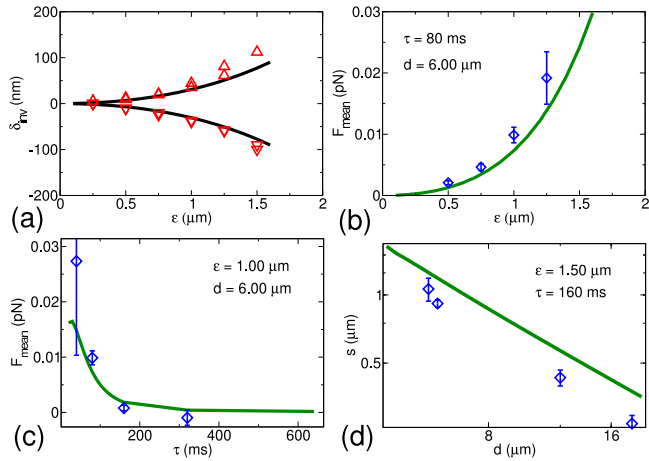 100
0
-100
-200
δinv (nm)
0 0.5 1 1.5 2
ε (μm)
(a)
0.03
0.02
0.01
0.00
Fmean (pN)
τ = 80 ms
d = 6.00 μm
0 0.5 1 1.5 2
ε (μm)
(b)
0.03
0.02
0.01
0
Fmean (pN)
ε = 1.00 μm
d = 6.00 μm
200 400 600
τ (ms)
(c)
1
0.5
s (μm)
ε = 1.50 μm
τ = 160 ms
8 16
d (μm)
(d)